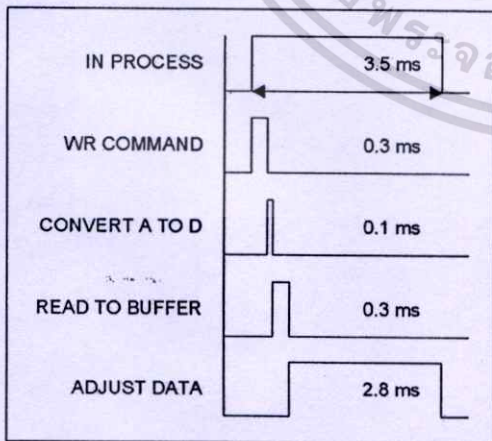 IN PROCESS 3.5 ms
WR COMMAND 0.3 ms
CONVERT A TO D 0.1 ms
READ TO BUFFER 0.3 ms
ADJUST DATA 2.8 ms